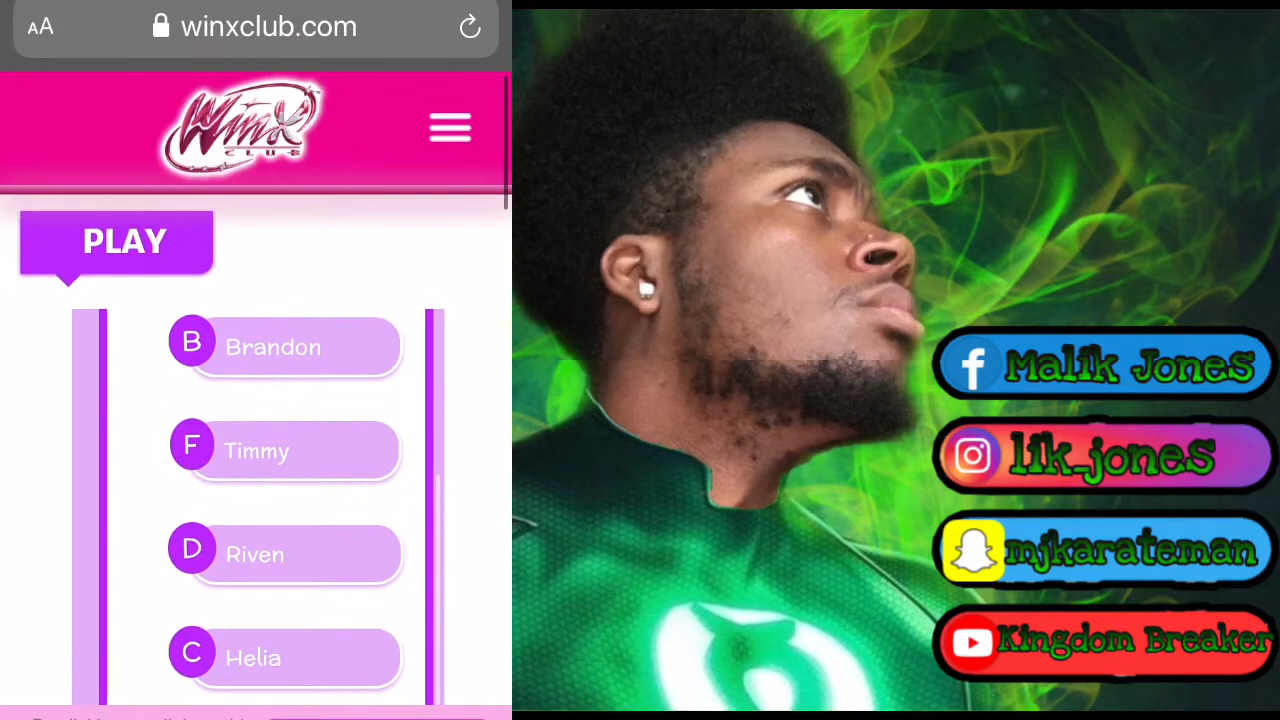 AA
winxclub.com
WinX
CLUB
PLAY
B Brandon
F Timmy
D Riven
C Helia
f Malik Jones
lik_jones
mjkarateman
Kingdom Breaker